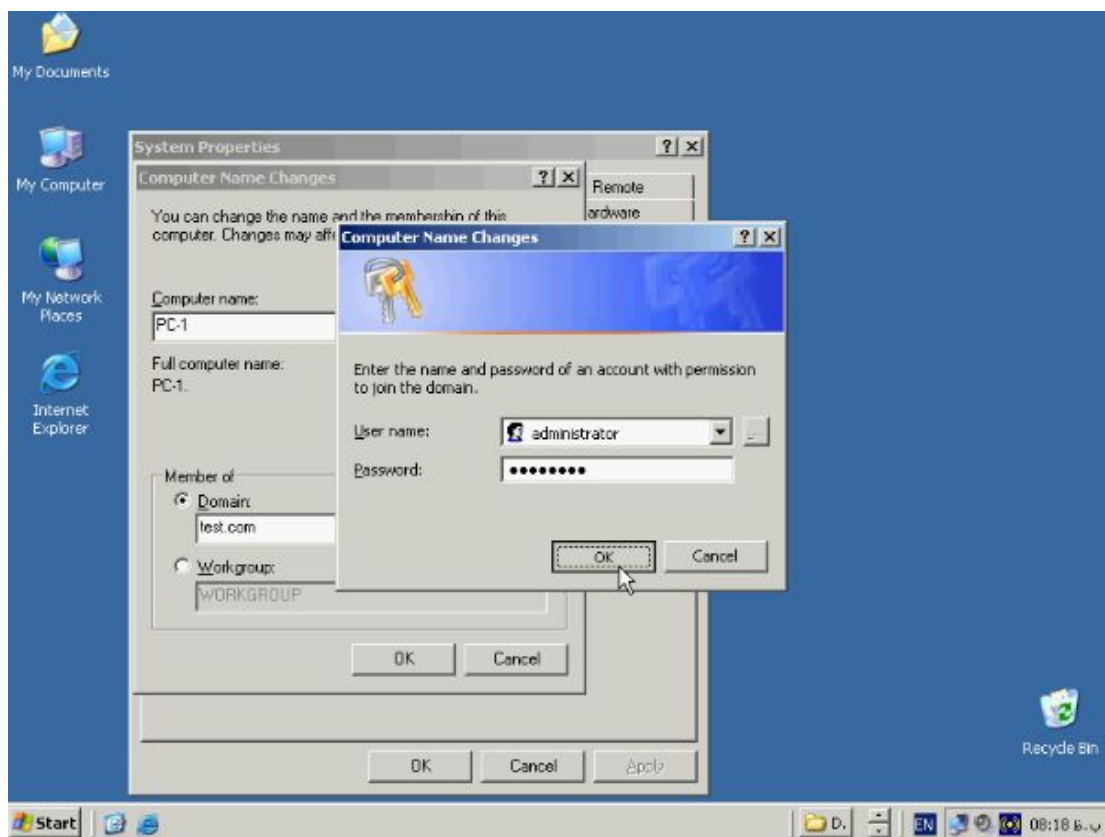 My Documents
My Computer
My Network
Places
Internet
Explorer
System Properties
Remote
ardware
Computer Name Changes
You can change the name and the membership of this
computer. Changes may aff
Computer name:
PC-1
Full computer name:
PC-1.
Member of
Domain:
test.com
Workgroup:
WORKGROUP
OK Cancel
OK Cancel Apply
Computer Name Changes
Enter the name and password of an account with permission
to join the domain.
User name: administrator
Password: ●●●●●●●●
OK Cancel
Recycle Bin
Start D. EN 08:18 ب.ظ